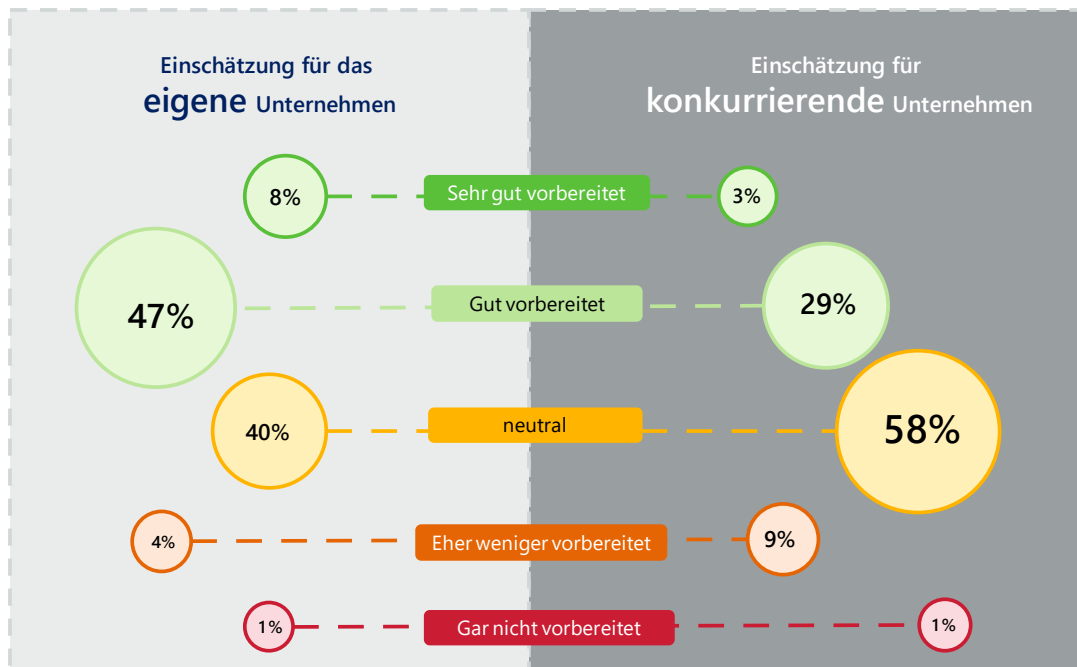 Einschätzung für das
eigene Unternehmen
Einschätzung für
konkurrierende Unternehmen
8%
Sehr gut vorbereitet
3%
47%
Gut vorbereitet
29%
40%
neutral
58%
4%
Eher weniger vorbereitet
9%
1%
Gar nicht vorbereitet
1%